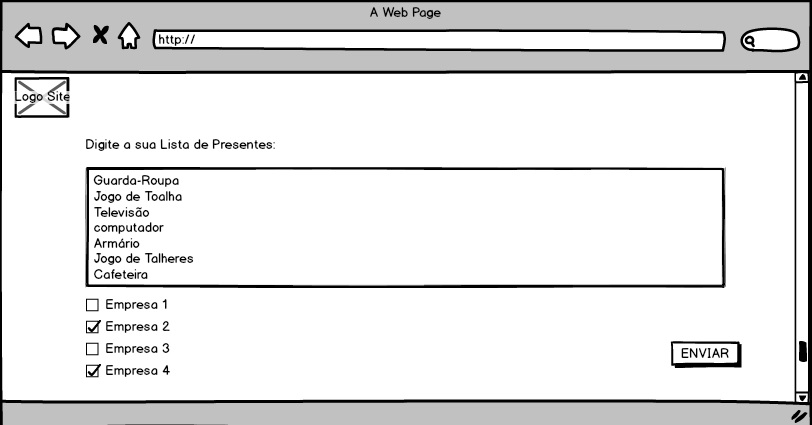 A Web Page
http://
Logo Site
Digite a sua Lista de Presentes:
Guarda-Roupa
Jogo de Toalha
Televisão
computador
Armário
Jogo de Talheres
Cafeteira
Empresa 1
Empresa 2
Empresa 3
ENVIAR
Empresa 4